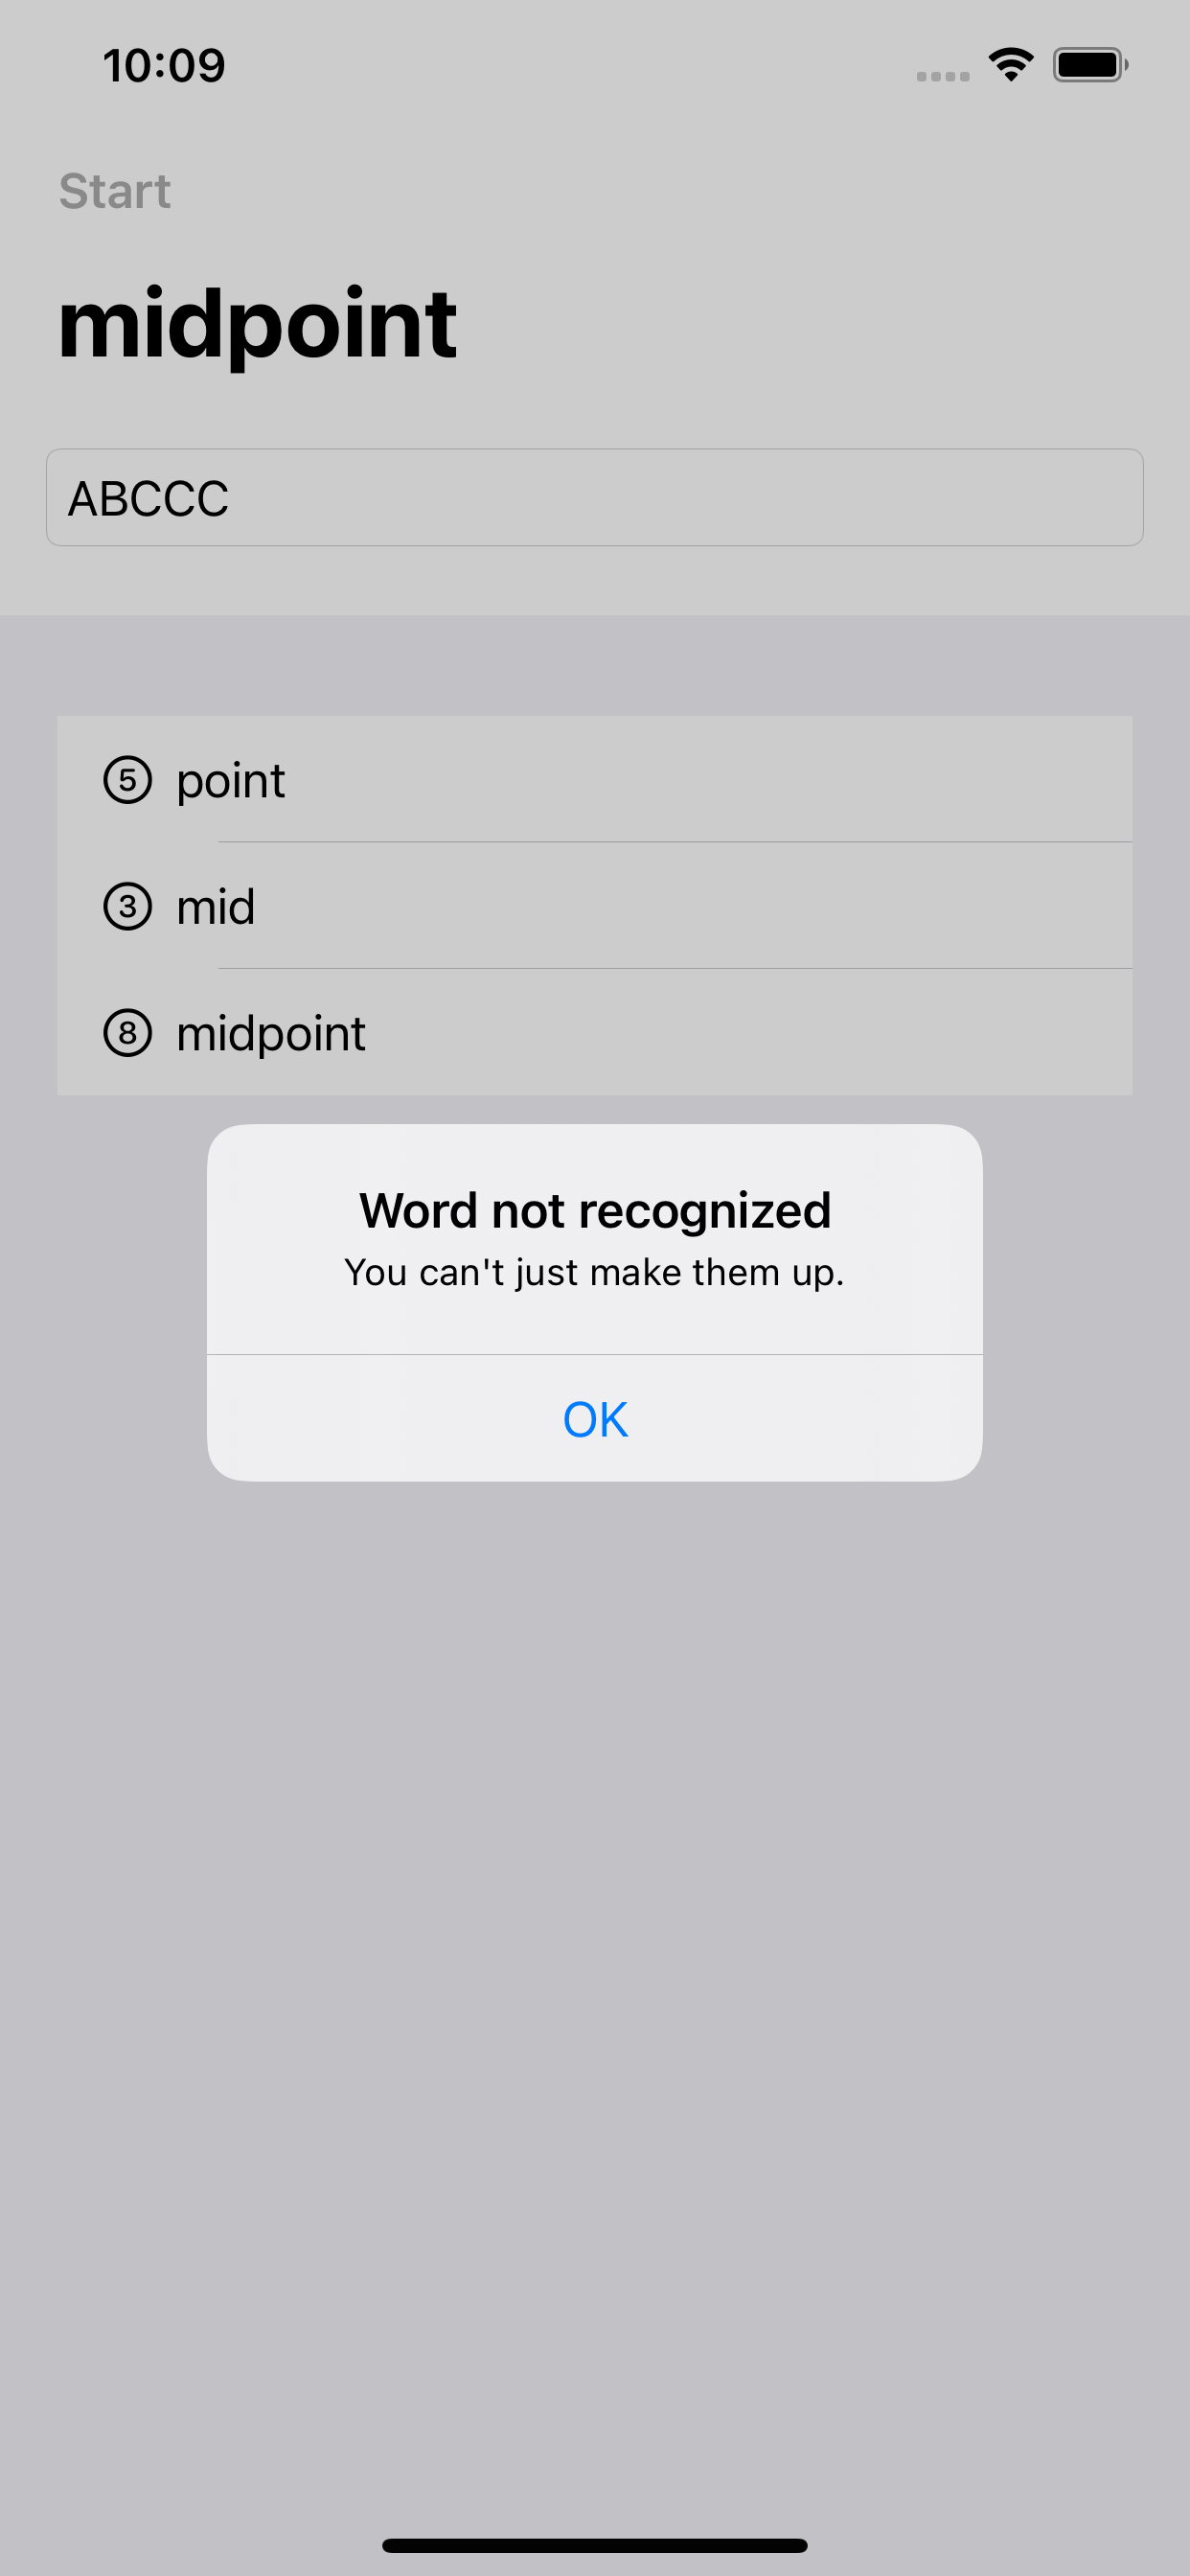 10:09
Start
midpoint
ABCCC
5 point
3 mid
8 midpoint
Word not recognized
You can't just make them up.
OK